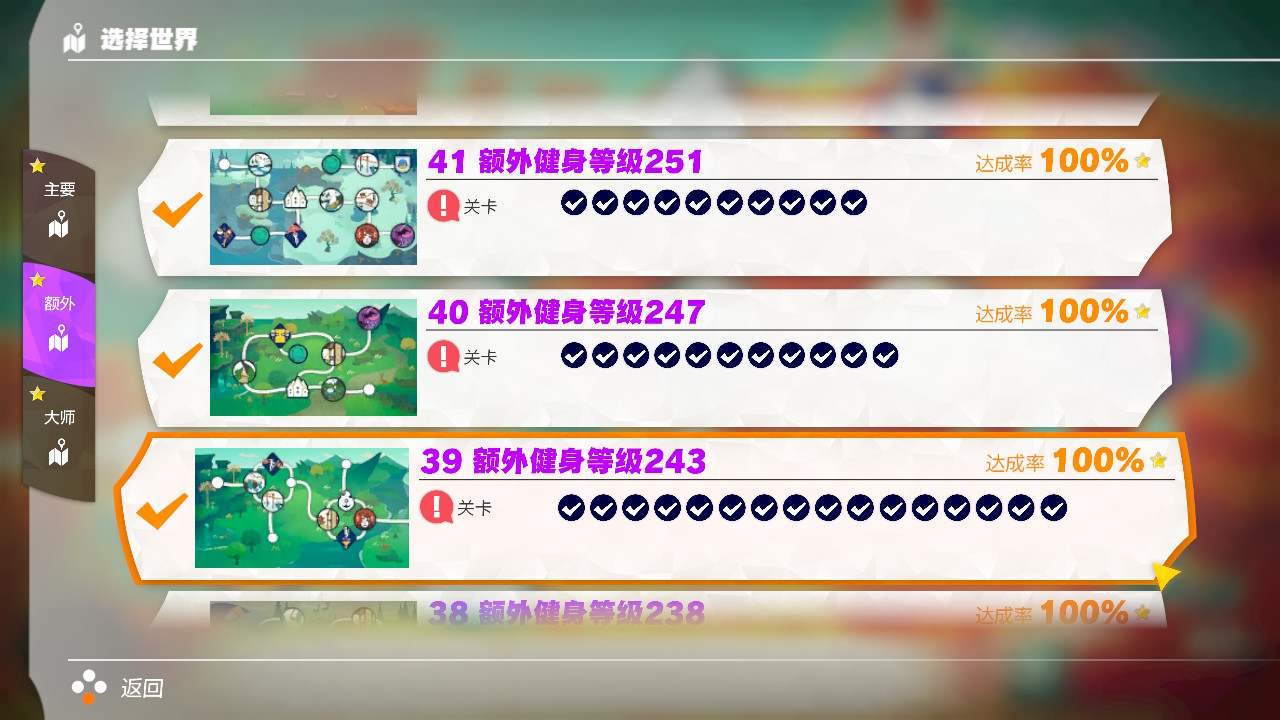 选择世界
主要
额外
大师
41 额外健身等级251
达成率 100%
关卡
40 额外健身等级247
达成率 100%
关卡
39 额外健身等级243
达成率 100%
关卡
38 额外健身等级238
达成率 100%
返回